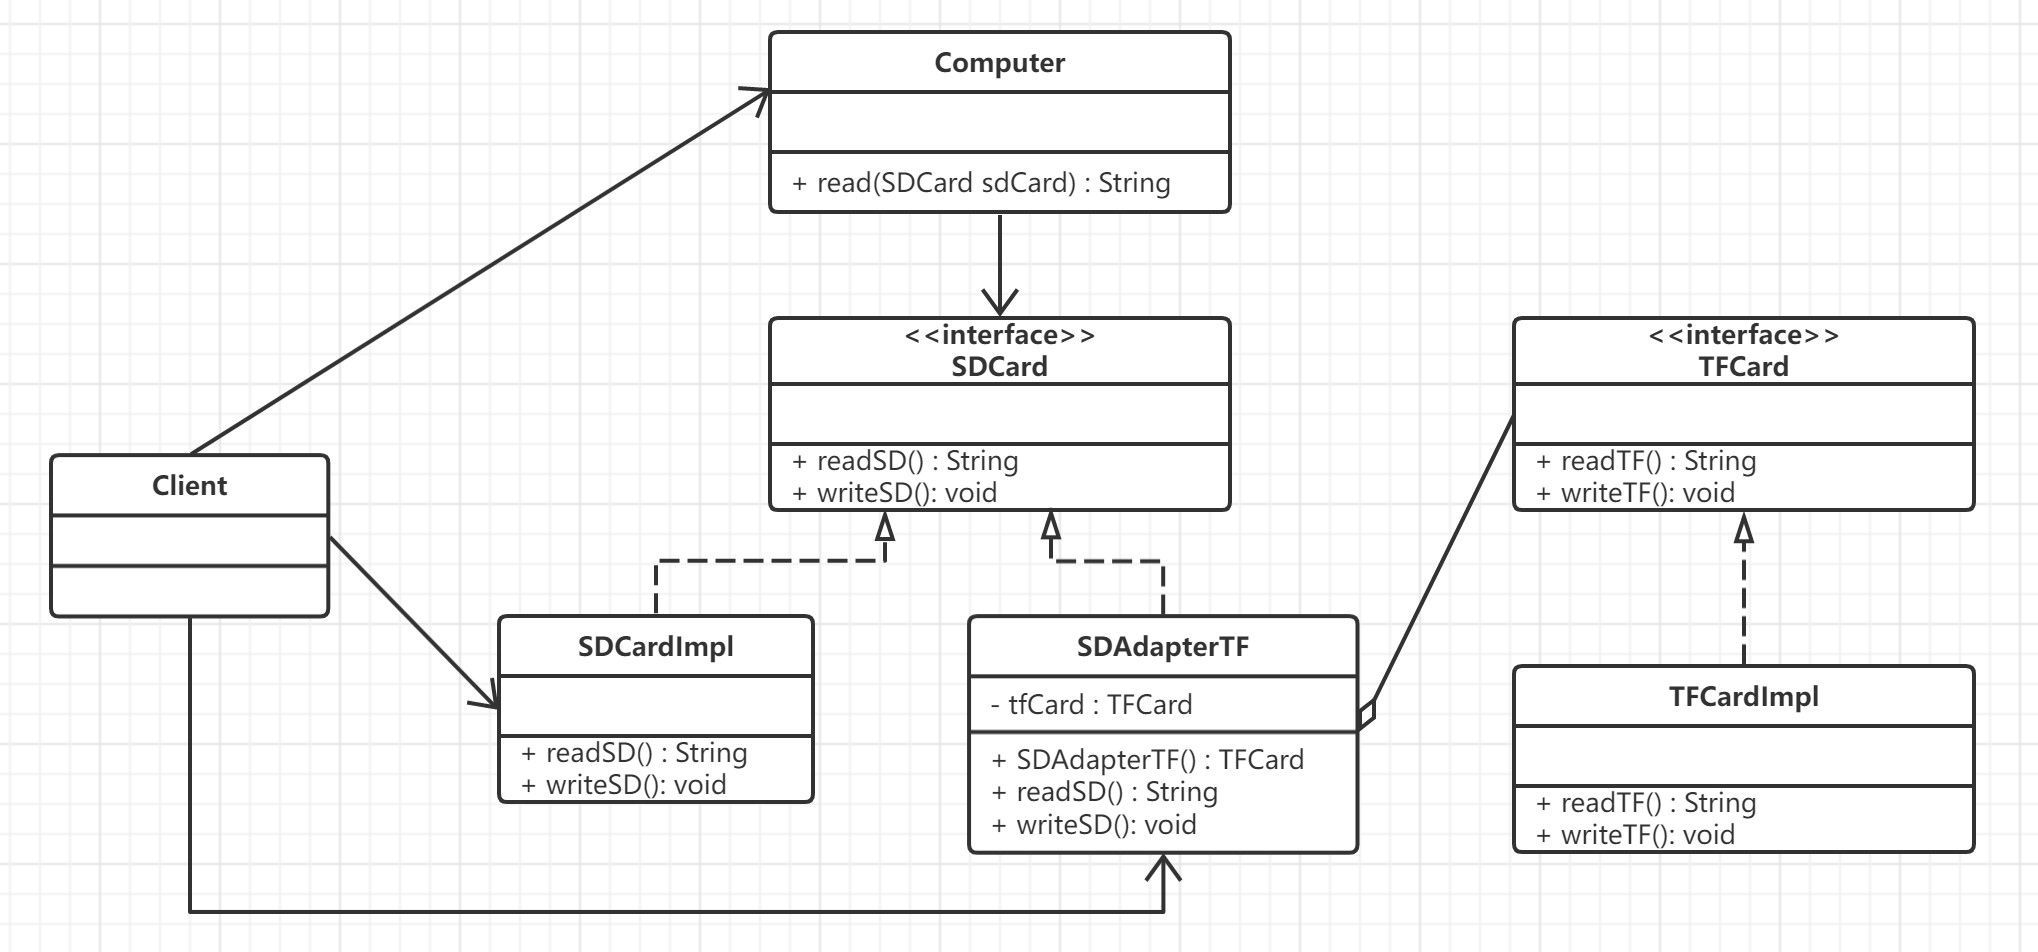 Computer
+ read(SDCard sdCard) : String
<<interface>>
SDCard
+ readSD() : String
+ writeSD(): void
<<interface>>
TFCard
+ readTF() : String
+ writeTF(): void
Client
SDCardImpl
+ readSD() : String
+ writeSD(): void
SDAdapterTF
- tfCard : TFCard
+ SDAdapterTF() : TFCard
+ readSD() : String
+ writeSD(): void
TFCardImpl
+ readTF() : String
+ writeTF(): void